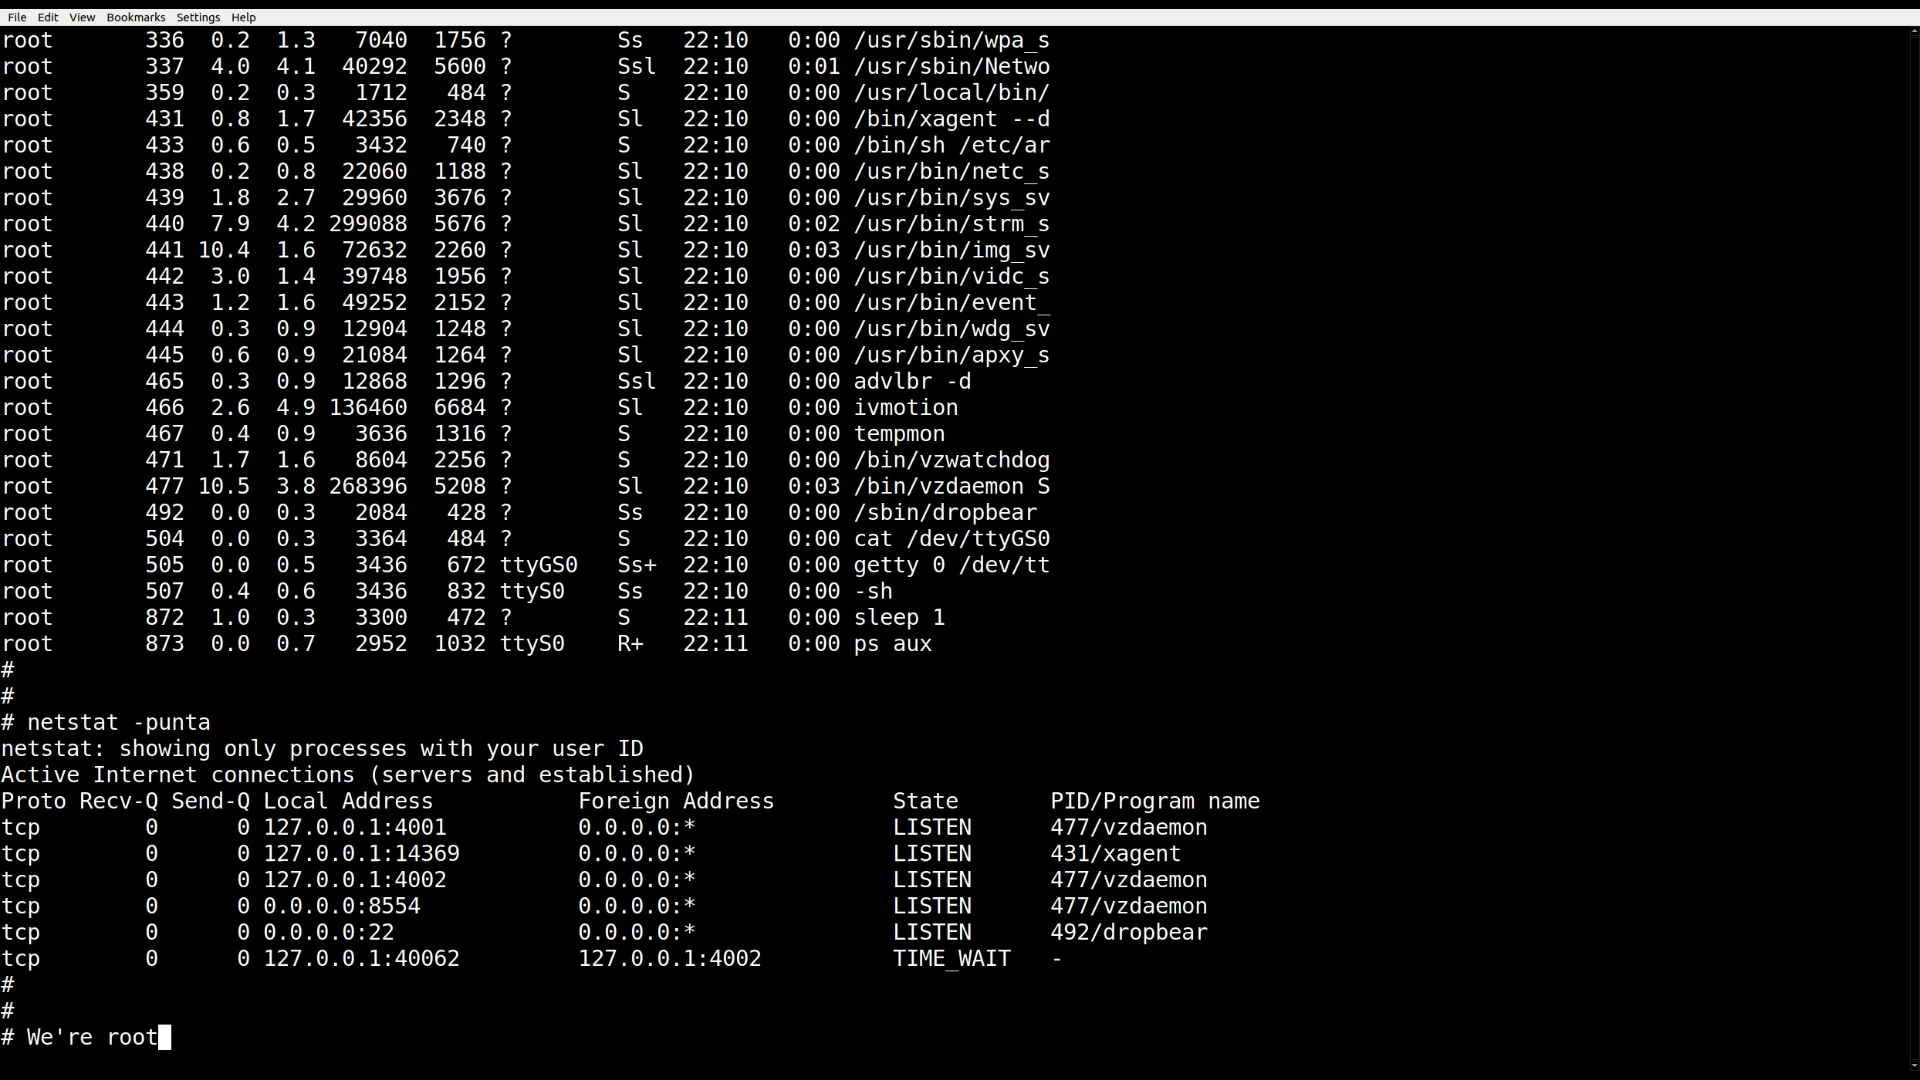 File Edit View Bookmarks Settings Help
root       336  0.2  1.3   7040  1756 ?        Ss   22:10   0:00 /usr/sbin/wpa_s
root       337  4.0  4.1  40292  5600 ?        Ssl  22:10   0:01 /usr/sbin/Netwo
root       359  0.2  0.3   1712   484 ?        S    22:10   0:00 /usr/local/bin/
root       431  0.8  1.7  42356  2348 ?        Sl   22:10   0:00 /bin/xagent --d
root       433  0.6  0.5   3432   740 ?        S    22:10   0:00 /bin/sh /etc/ar
root       438  0.2  0.8  22060  1188 ?        Sl   22:10   0:00 /usr/bin/netc_s
root       439  1.8  2.7  29960  3676 ?        Sl   22:10   0:00 /usr/bin/sys_sv
root       440  7.9  4.2 299088  5676 ?        Sl   22:10   0:02 /usr/bin/strm_s
root       441 10.4  1.6  72632  2260 ?        Sl   22:10   0:03 /usr/bin/img_sv
root       442  3.0  1.4  39748  1956 ?        Sl   22:10   0:00 /usr/bin/vidc_s
root       443  1.2  1.6  49252  2152 ?        Sl   22:10   0:00 /usr/bin/event_
root       444  0.3  0.9  12904  1248 ?        Sl   22:10   0:00 /usr/bin/wdg_sv
root       445  0.6  0.9  21084  1264 ?        Sl   22:10   0:00 /usr/bin/apxy_s
root       465  0.3  0.9  12868  1296 ?        Ssl  22:10   0:00 advlbr -d
root       466  2.6  4.9 136460  6684 ?        Sl   22:10   0:00 ivmotion
root       467  0.4  0.9   3636  1316 ?        S    22:10   0:00 tempmon
root       471  1.7  1.6   8604  2256 ?        S    22:10   0:00 /bin/vzwatchdog
root       477 10.5  3.8 268396  5208 ?        Sl   22:10   0:03 /bin/vzdaemon S
root       492  0.0  0.3   2084   428 ?        Ss   22:10   0:00 /sbin/dropbear
root       504  0.0  0.3   3364   484 ?        S    22:10   0:00 cat /dev/ttyGS0
root       505  0.0  0.5   3436   672 ttyGS0   Ss+  22:10   0:00 getty 0 /dev/tt
root       507  0.4  0.6   3436   832 ttyS0    Ss   22:10   0:00 -sh
root       872  1.0  0.3   3300   472 ?        S    22:11   0:00 sleep 1
root       873  0.0  0.7   2952  1032 ttyS0    R+   22:11   0:00 ps aux
#
#
# netstat -punta
netstat: showing only processes with your user ID
Active Internet connections (servers and established)
Proto Recv-Q Send-Q Local Address           Foreign Address         State       PID/Program name
tcp        0      0 127.0.0.1:4001          0.0.0.0:*               LISTEN      477/vzdaemon
tcp        0      0 127.0.0.1:14369         0.0.0.0:*               LISTEN      431/xagent
tcp        0      0 127.0.0.1:4002          0.0.0.0:*               LISTEN      477/vzdaemon
tcp        0      0 0.0.0.0:8554            0.0.0.0:*               LISTEN      477/vzdaemon
tcp        0      0 0.0.0.0:22              0.0.0.0:*               LISTEN      492/dropbear
tcp        0      0 127.0.0.1:40062         127.0.0.1:4002          TIME_WAIT   -
#
#
# We're root